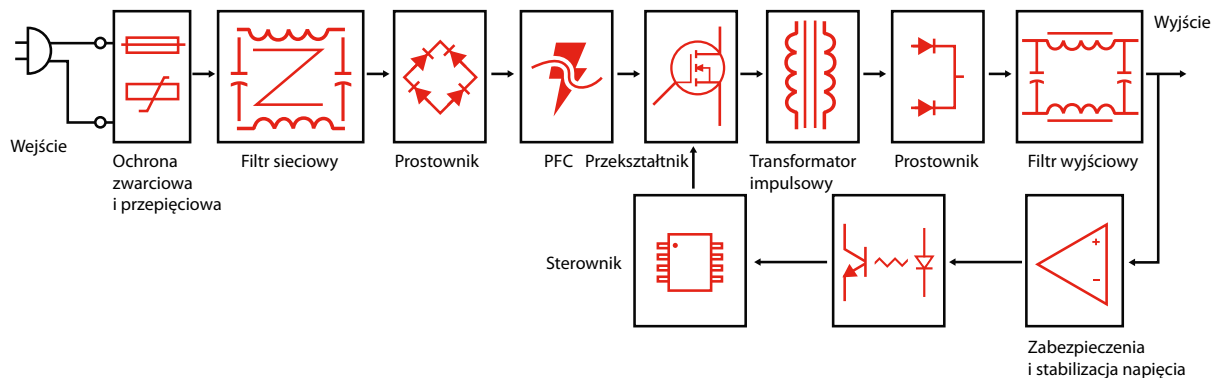 Wyjście
Wejście
Ochrona
zwarciowa
i przepięciowa
Filtr sieciowy
Prostownik
PFC
Przekształtnik
Transformator
impulsowy
Prostownik
Filtr wyjściowy
Sterownik
+
−
Zabezpieczenia
i stabilizacja napięcia